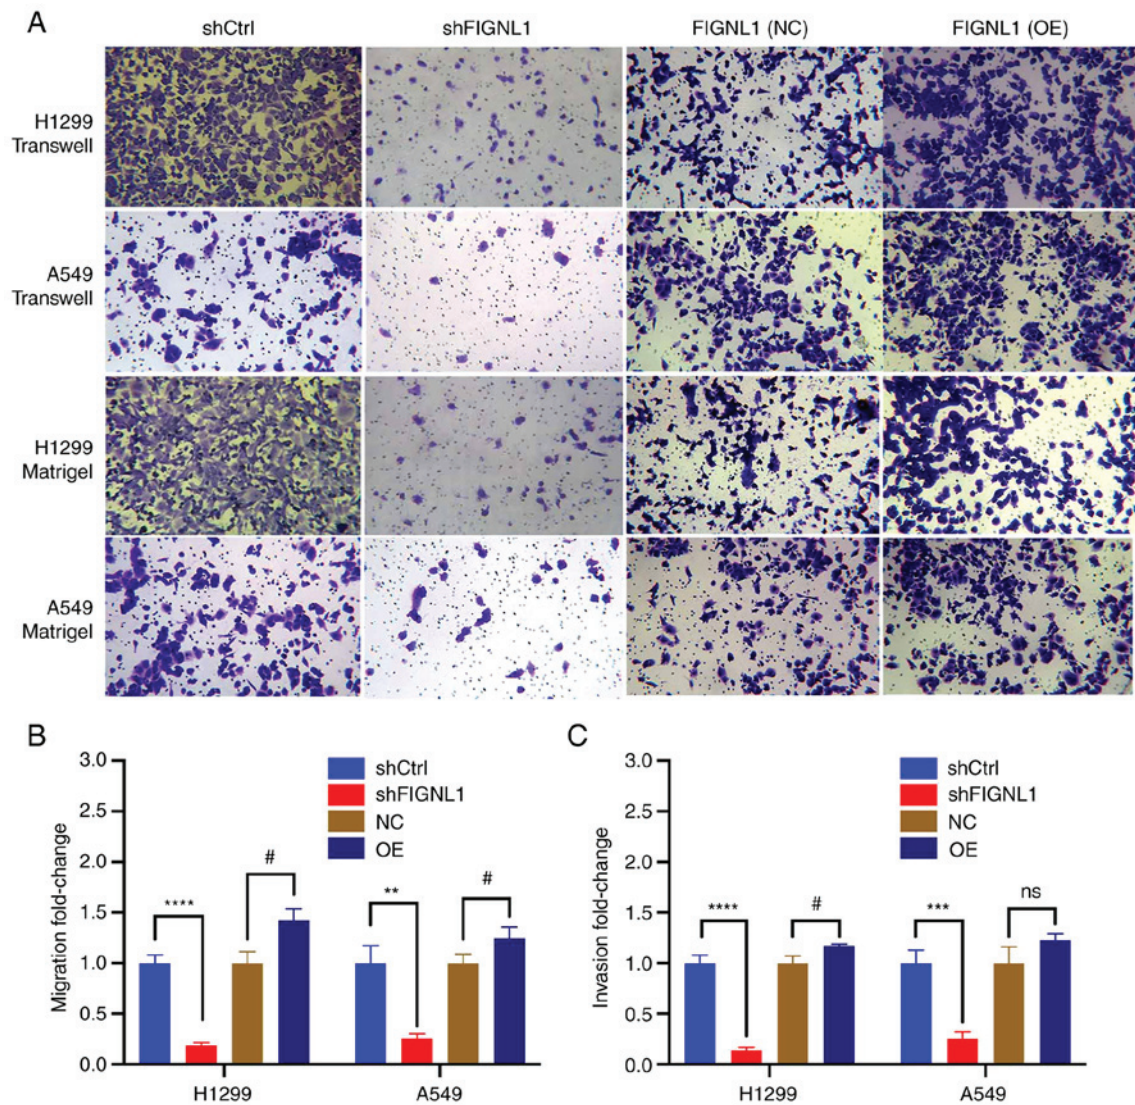 A
shCtrl
shFIGNL1
FIGNL1 (NC)
FIGNL1 (OE)
H1299
Transwell
A549
Transwell
H1299
Matrigel
A549
Matrigel
B
3.0
2.5
2.0
1.5
1.0
0.5
0.0
Migration fold-change
shCtrl
shFIGNL1
NC
OE
****
#
**
#
H1299
A549
C
3.0
2.5
2.0
1.5
1.0
0.5
0.0
Invasion fold-change
shCtrl
shFIGNL1
NC
OE
****
#
***
ns
H1299
A549